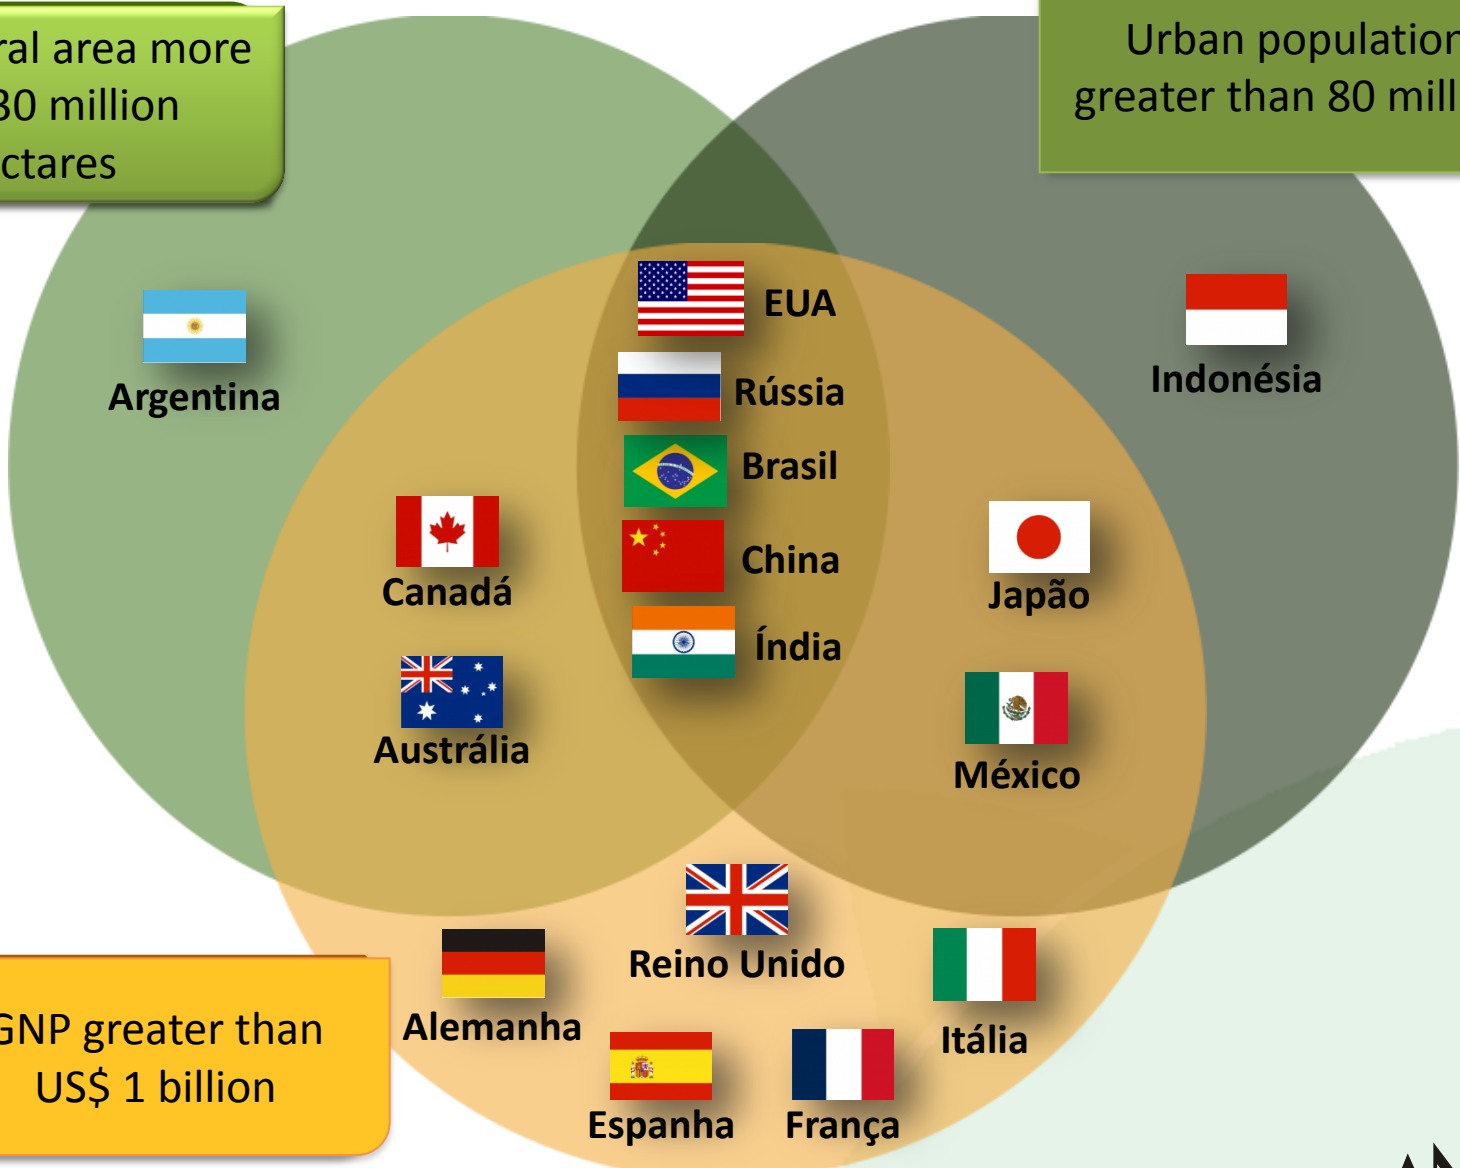 ral area more
30 million
ctares
Urban population
greater than 80 mill
Argentina
EUA
Rússia
Brasil
China
Índia
Indonésia
Canadá
Austrália
Japão
México
Reino Unido
Alemanha
Itália
Espanha
França
GNP greater than
US$ 1 billion